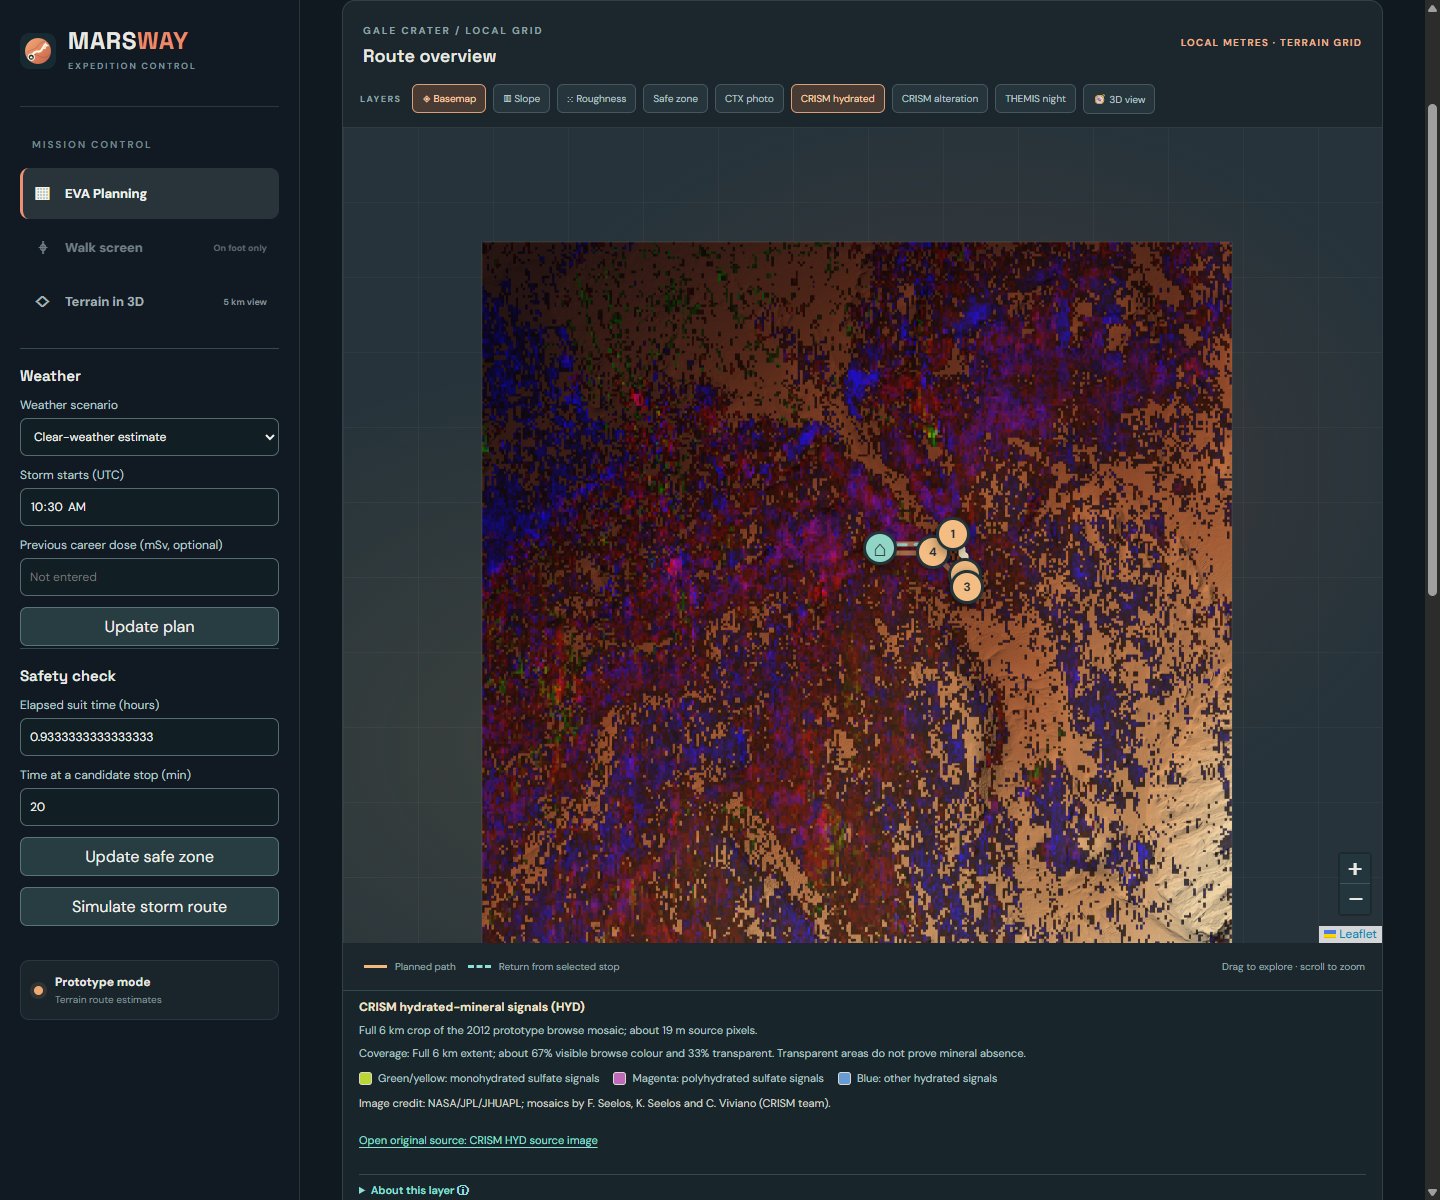 MARSWAY
EXPEDITION CONTROL
MISSION CONTROL
EVA Planning
Walk screen
On foot only
Terrain in 3D
5 km view
Weather
Weather scenario
Clear-weather estimate
Storm starts (UTC)
10:30 AM
Previous career dose (mSv, optional)
Not entered
Update plan
Safety check
Elapsed suit time (hours)
0.9333333333333333
Time at a candidate stop (min)
20
Update safe zone
Simulate storm route
Prototype mode
Terrain route estimates
GALE CRATER / LOCAL GRID
Route overview
LOCAL METRES · TERRAIN GRID
LAYERS
Basemap
Slope
Roughness
Safe zone
CTX photo
CRISM hydrated
CRISM alteration
THEMIS night
3D view
1
4
3
+
−
Leaflet
Planned path
Return from selected stop
Drag to explore · scroll to zoom
CRISM hydrated-mineral signals (HYD)
Full 6 km crop of the 2012 prototype browse mosaic; about 19 m source pixels.
Coverage: Full 6 km extent; about 67% visible browse colour and 33% transparent. Transparent areas do not prove mineral absence.
Green/yellow: monohydrated sulfate signals
Magenta: polyhydrated sulfate signals
Blue: other hydrated signals
Image credit: NASA/JPL/JHUAPL; mosaics by F. Seelos, K. Seelos and C. Viviano (CRISM team).
Open original source: CRISM HYD source image
About this layer ⓘ